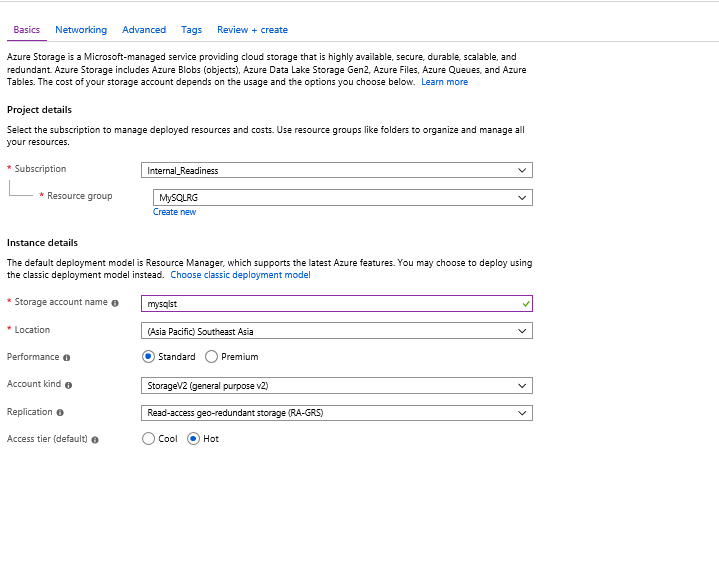 Basics Networking Advanced Tags Review + create
Azure Storage is a Microsoft-managed service providing cloud storage that is highly available, secure, durable, scalable, and
redundant. Azure Storage includes Azure Blobs (objects), Azure Data Lake Storage Gen2, Azure Files, Azure Queues, and Azure
Tables. The cost of your storage account depends on the usage and the options you choose below. Learn more
Project details
Select the subscription to manage deployed resources and costs. Use resource groups like folders to organize and manage all
your resources.
* Subscription Internal_Readiness
* Resource group MySQLRG
Create new
Instance details
The default deployment model is Resource Manager, which supports the latest Azure features. You may choose to deploy using
the classic deployment model instead. Choose classic deployment model
* Storage account name mysqlst
* Location (Asia Pacific) Southeast Asia
Performance Standard Premium
Account kind StorageV2 (general purpose v2)
Replication Read-access geo-redundant storage (RA-GRS)
Access tier (default) Cool Hot